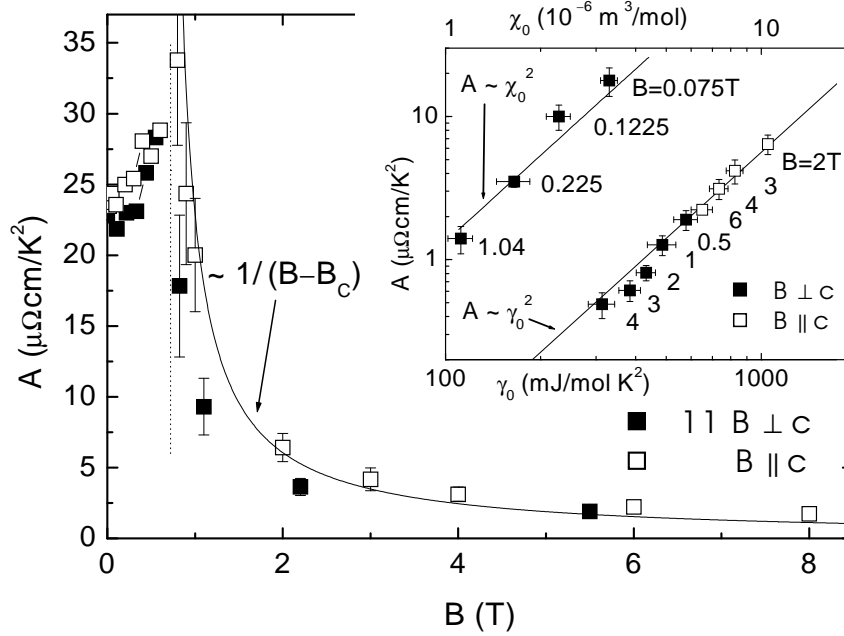 1 10
χ₀ (10⁻⁶ m³/mol)
A ~ χ₀²
B=0.075T
0.1225
0.225
1.04
B=2T
3
4
6
0.5
1
2
3
4
A ~ γ₀²
B ⊥ c
B || c
10
1
A (μΩcm/K²)
100 1000
γ₀ (mJ/mol K²)
~ 1/(B−B_C)
11 B ⊥ c
B || c
35
30
25
20
15
10
5
0
A (μΩcm/K²)
0 2 4 6 8
B (T)